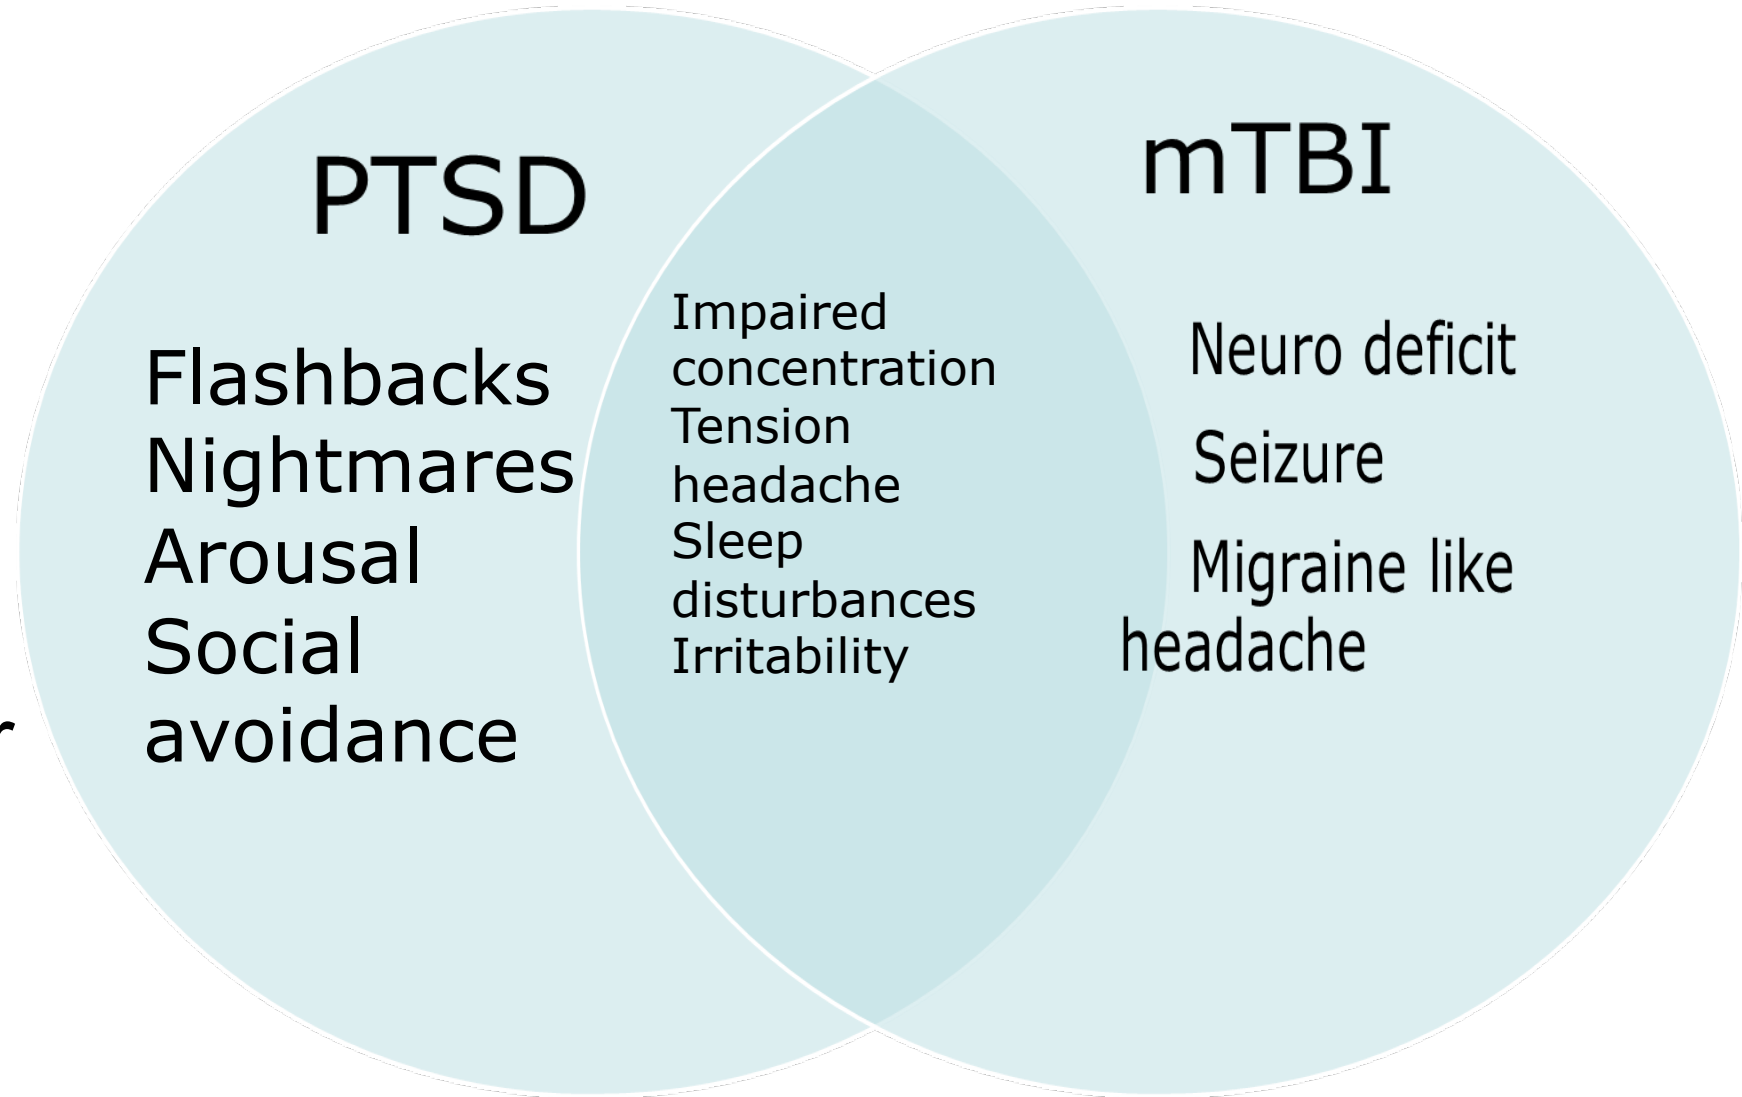 PTSD
Flashbacks
Nightmares
Arousal
Social
avoidance
Impaired
concentration
Tension
headache
Sleep
disturbances
Irritability
mTBI
Neuro deficit
Seizure
Migraine like
headache